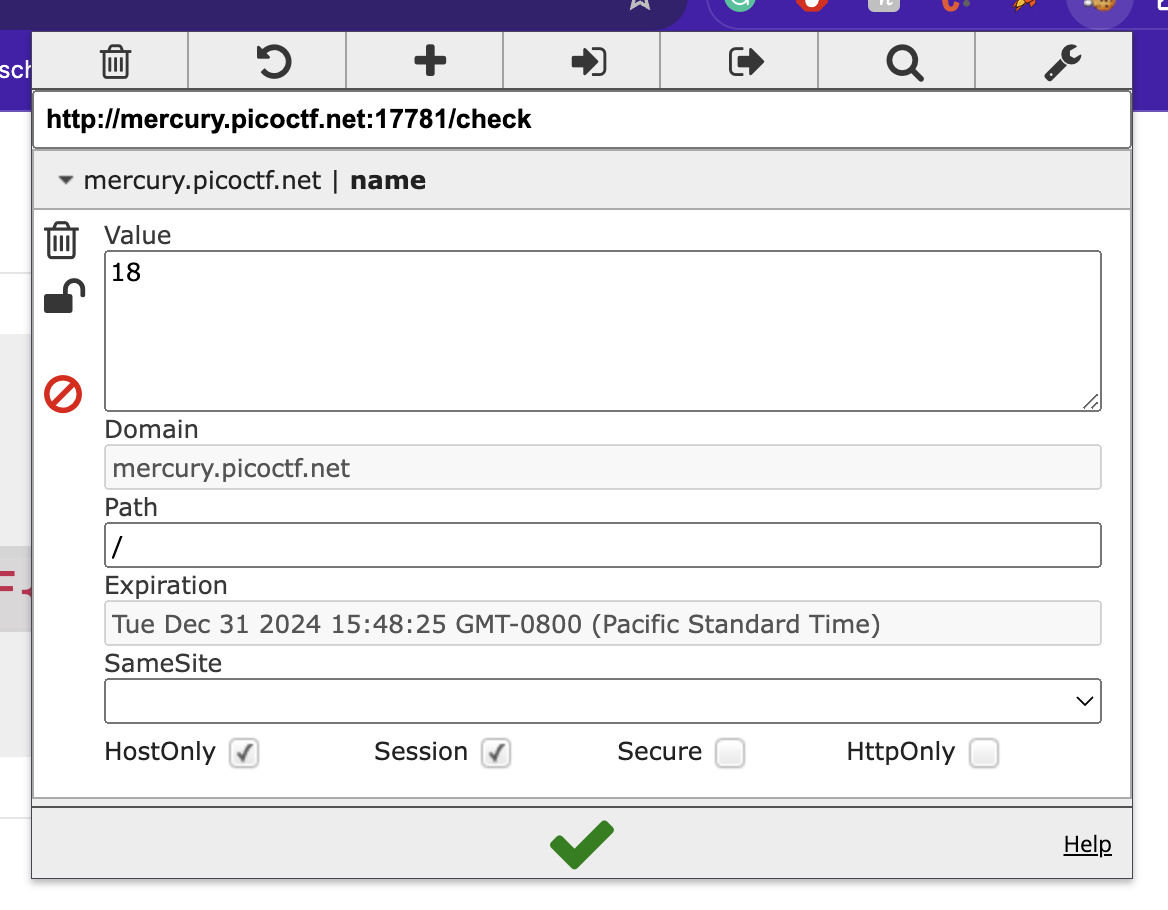 sch
http://mercury.picoctf.net:17781/check
mercury.picoctf.net | name
Value
18
Domain
mercury.picoctf.net
Path
/
Expiration
Tue Dec 31 2024 15:48:25 GMT-0800 (Pacific Standard Time)
SameSite
HostOnly Session Secure HttpOnly
Help